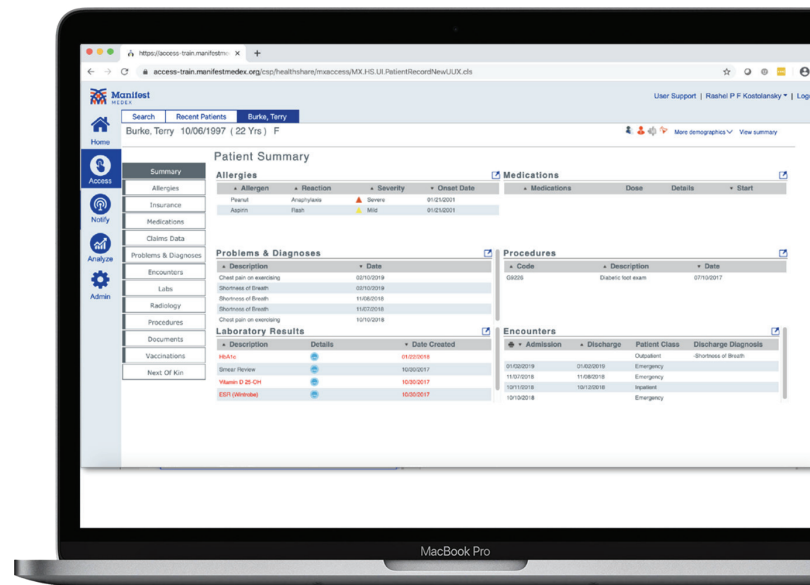 https://access-train.manifestme x +
access-train.manifestmedex.org/csp/healthshare/mxaccess/MX.HS.UI.PatientRecordNewUUX.cls
Manifest
MEDEX
User Support | Rashel P F Kostolansky | Log
Search Recent Patients Burke, Terry
Burke, Terry 10/06/1997 ( 22 Yrs ) F
More demographics View summary
Home
Access
Notify
Analyze
Admin
Summary
Allergies
Insurance
Medications
Claims Data
Problems & Diagnoses
Encounters
Labs
Radiology
Procedures
Documents
Vaccinations
Next Of Kin
Patient Summary
Allergies
Allergen Reaction Severity Onset Date
Peanut Anaphylaxis Severe 01/21/2001
Aspirin Rash Mild 01/21/2001
Medications
Medications Dose Details Start
Problems & Diagnoses
Description Date
Chest pain on exercising 02/10/2019
Shortness of Breath 02/10/2019
Shortness of Breath 11/08/2018
Shortness of Breath 11/07/2018
Chest pain on exercising 10/10/2018
Procedures
Code Description Date
G9226 Diabetic foot exam 07/10/2017
Laboratory Results
Description Details Date Created
HbA1c 01/02/2019
Smear Review 10/30/2017
Vitamin D 25-OH 10/30/2017
ESR (Wintrobe) 10/30/2017
Encounters
Admission Discharge Patient Class Discharge Diagnosis
Outpatient -Shortness of Breath
01/02/2019 01/02/2019 Emergency
11/07/2018 11/08/2018 Emergency
10/11/2018 10/12/2018 Inpatient
10/10/2018 Emergency
MacBook Pro